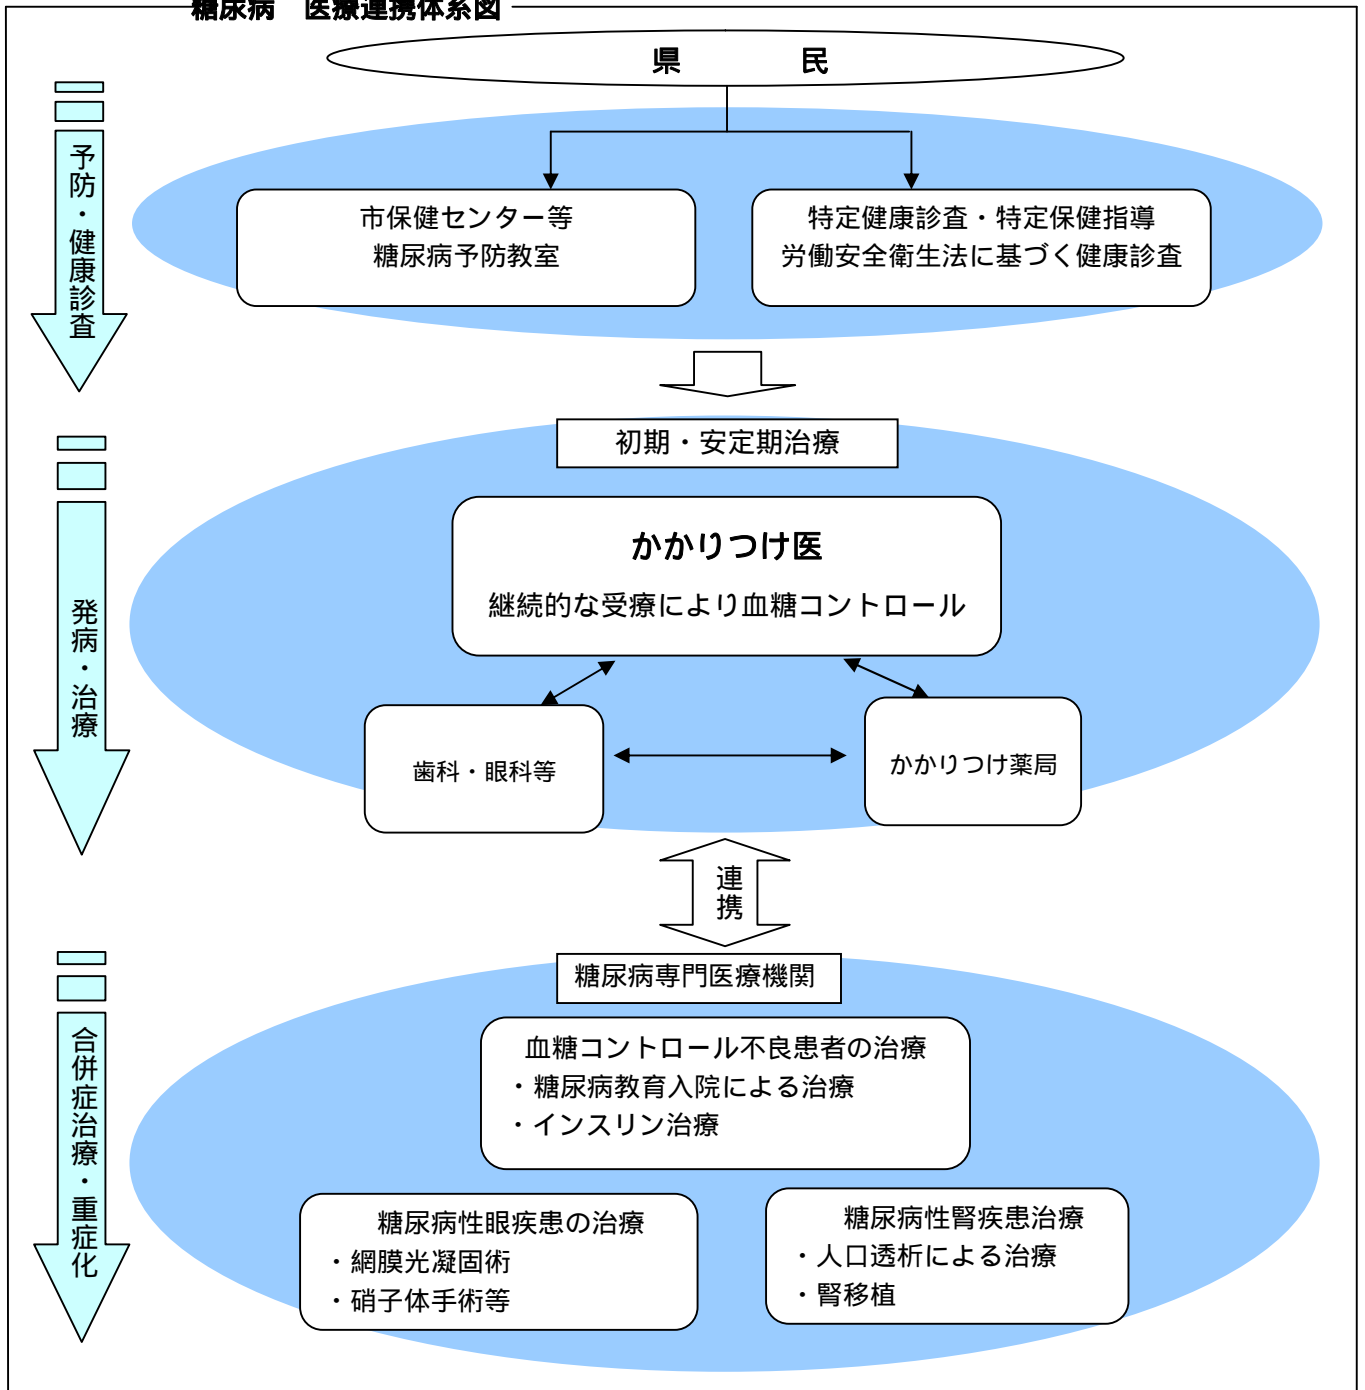 糖尿病　医療連携体系図
県　民
予防・健康診査
市保健センター等
糖尿病予防教室
特定健康診査・特定保健指導
労働安全衛生法に基づく健康診査
初期・安定期治療
発病・治療
かかりつけ医
継続的な受療により血糖コントロール
歯科・眼科等
かかりつけ薬局
連携
糖尿病専門医療機関
合併症治療・重症化
血糖コントロール不良患者の治療
・糖尿病教育入院による治療
・インスリン治療
糖尿病性眼疾患の治療
・網膜光凝固術
・硝子体手術等
糖尿病性腎疾患治療
・人口透析による治療
・腎移植